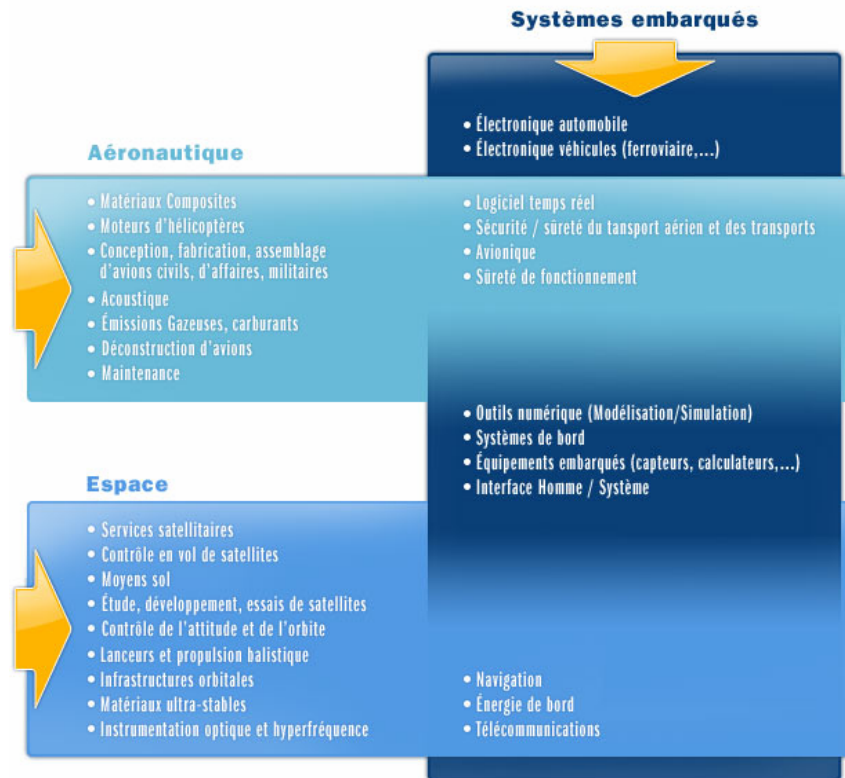 Systèmes embarqués
• Électronique automobile
• Électronique véhicules (ferroviaire,...)
Aéronautique
• Matériaux Composites
• Moteurs d'hélicoptères
• Conception, fabrication, assemblage
d'avions civils, d'affaires, militaires
• Acoustique
• Émissions Gazeuses, carburants
• Déconstruction d'avions
• Maintenance
• Logiciel temps réel
• Sécurité / sûreté du tansport aérien et des transports
• Avionique
• Sûreté de fonctionnement
• Outils numérique (Modélisation/Simulation)
• Systèmes de bord
• Équipements embarqués (capteurs, calculateurs,...)
• Interface Homme / Système
Espace
• Services satellitaires
• Contrôle en vol de satellites
• Moyens sol
• Étude, développement, essais de satellites
• Contrôle de l'attitude et de l'orbite
• Lanceurs et propulsion balistique
• Infrastructures orbitales
• Matériaux ultra-stables
• Instrumentation optique et hyperfréquence
• Navigation
• Énergie de bord
• Télécommunications